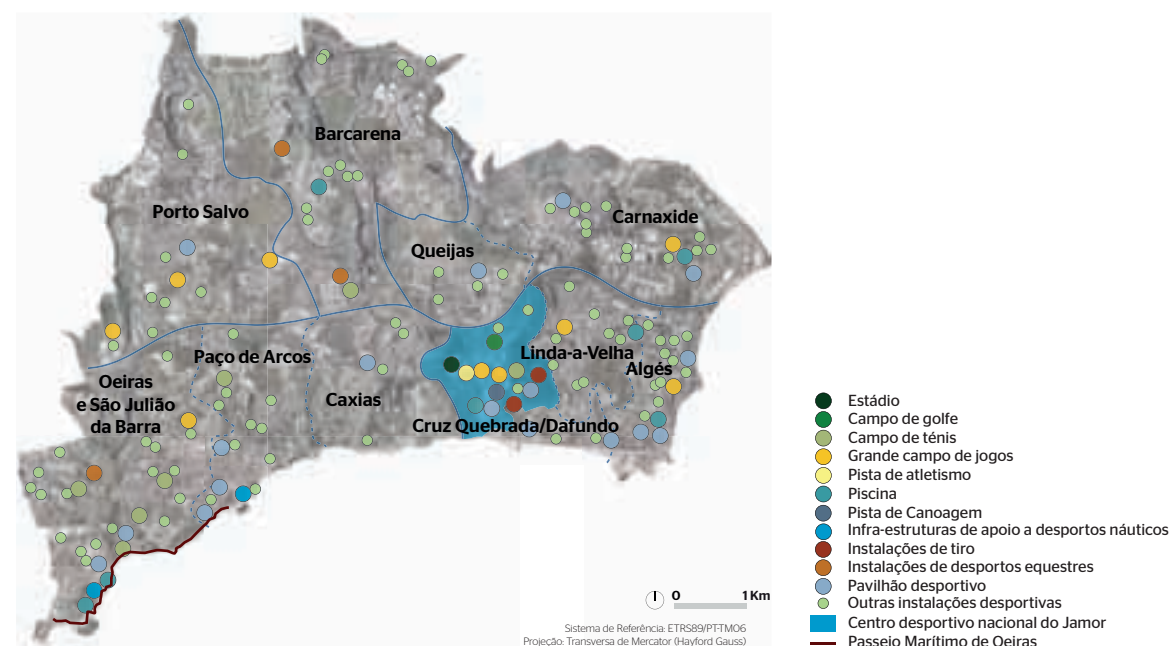 Barcarena
Porto Salvo
Carnaxide
Queijas
Linda-a-Velha
Paço de Arcos
Algés
Oeiras
e São Julião
da Barra
Caxias
Cruz Quebrada/Dafundo
0 1 Km
Sistema de Referência: ETRS89/PT-TM06
Projeção: Transversa de Mercator (Hayford Gauss)
Estádio
Campo de golfe
Campo de ténis
Grande campo de jogos
Pista de atletismo
Piscina
Pista de Canoagem
Infra-estruturas de apoio a desportos náuticos
Instalações de tiro
Instalações de desportos equestres
Pavilhão desportivo
Outras instalações desportivas
Centro desportivo nacional do Jamor
Passeio Marítimo de Oeiras